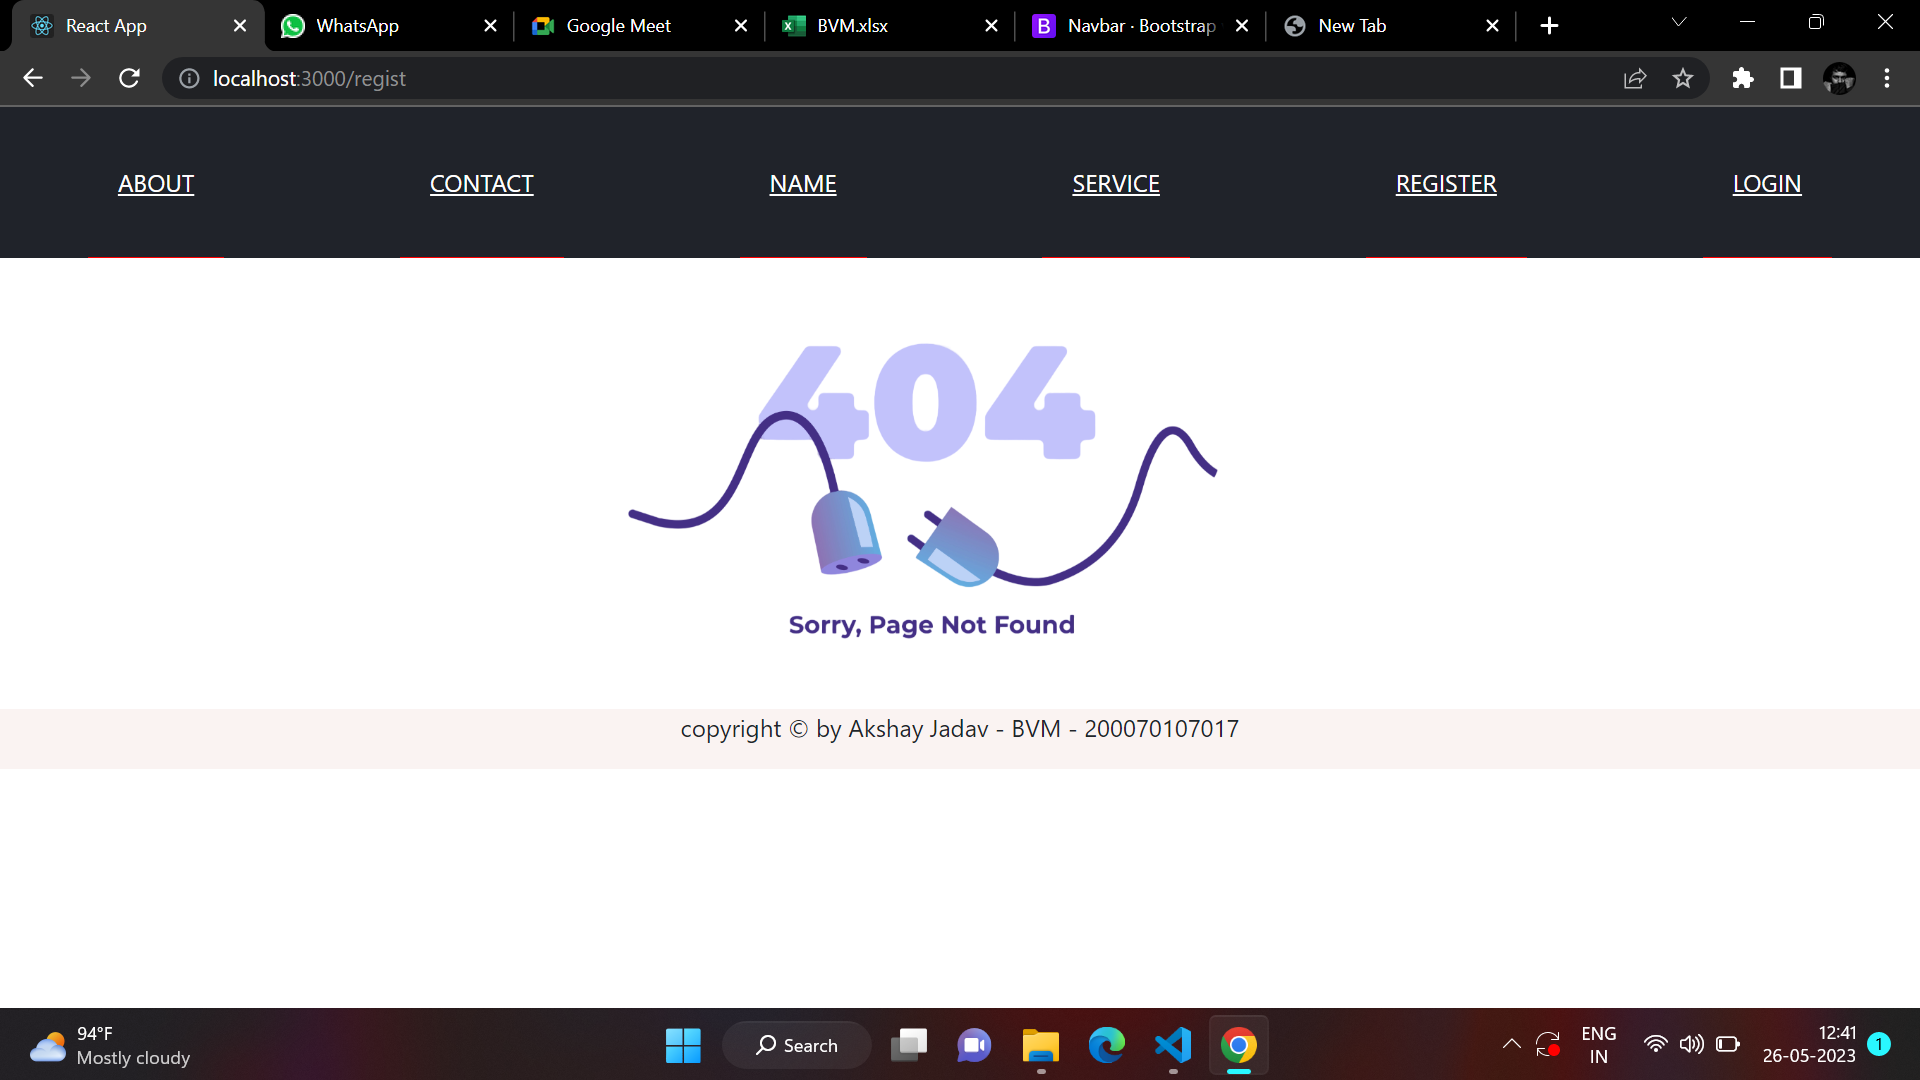 React App
WhatsApp
Google Meet
BVM.xlsx
Navbar · Bootstrap
New Tab
localhost:3000/regist
ABOUT CONTACT NAME SERVICE REGISTER LOGIN
404
Sorry, Page Not Found
copyright © by Akshay Jadav - BVM - 200070107017
94°F
Mostly cloudy
Search
ENG
IN
12:41
26-05-2023
1